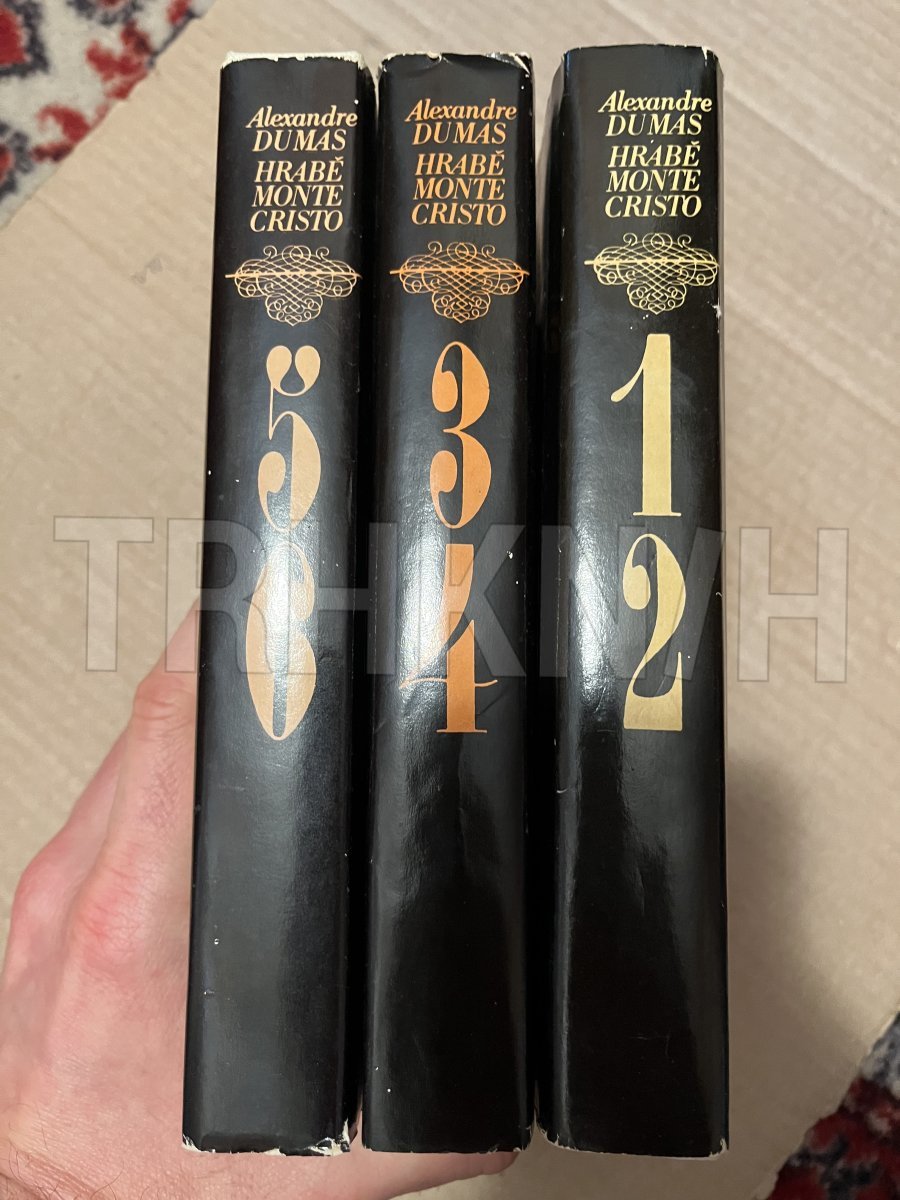 Alexandre
DUMAS
HRABĚ
MONTE
CRISTO
5
6
Alexandre
DUMAS
HRABĚ
MONTE
CRISTO
3
4
Alexandre
DUMAS
HRABĚ
MONTE
CRISTO
1
2
TRHKNIH